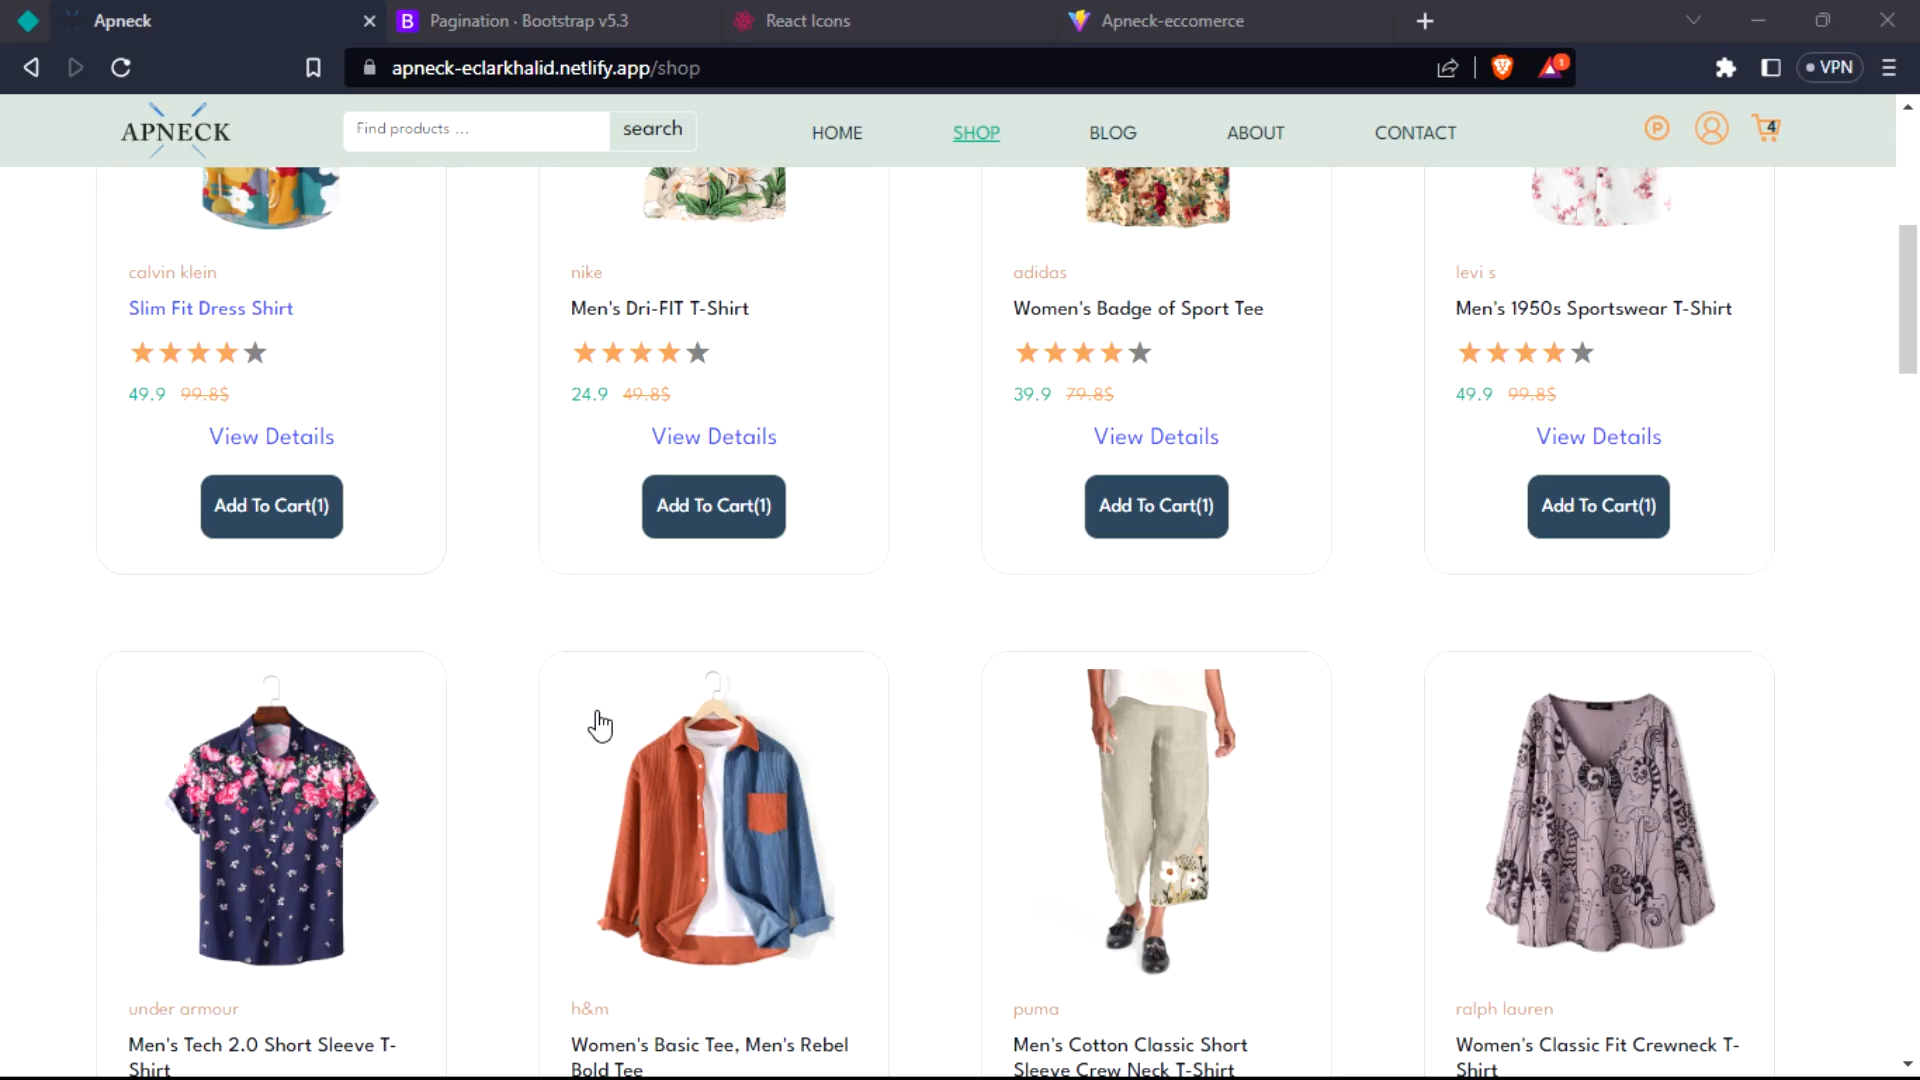 Apneck
B Pagination · Bootstrap v5.3
React Icons
Apneck-eccomerce
apneck-eclarkhalid.netlify.app/shop
1
VPN
APNECK
Find products ...
search
HOME
SHOP
BLOG
ABOUT
CONTACT
P
4
calvin klein
nike
adidas
levi s
Slim Fit Dress Shirt
Men's Dri-FIT T-Shirt
Women's Badge of Sport Tee
Men's 1950s Sportswear T-Shirt
49.9 99.8$
24.9 49.8$
39.9 79.8$
49.9 99.8$
View Details
View Details
View Details
View Details
Add To Cart(1)
Add To Cart(1)
Add To Cart(1)
Add To Cart(1)
under armour
h&m
puma
ralph lauren
Men's Tech 2.0 Short Sleeve T-
Shirt
Women's Basic Tee, Men's Rebel
Bold Tee
Men's Cotton Classic Short
Sleeve Crew Neck T-Shirt
Women's Classic Fit Crewneck T-
Shirt